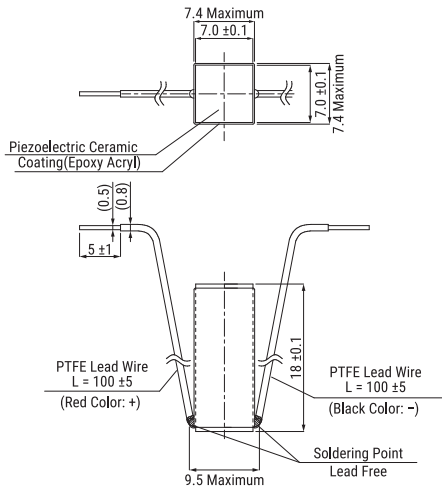 7.4 Maximum
7.0 ±0.1
7.0 ±0.1
7.4 Maximum
Piezoelectric Ceramic
Coating(Epoxy Acryl)
(0.5)
(0.8)
5 ±1
18 ±0.1
PTFE Lead Wire
L = 100 ±5
(Red Color: +)
PTFE Lead Wire
L = 100 ±5
(Black Color: −)
Soldering Point
Lead Free
9.5 Maximum